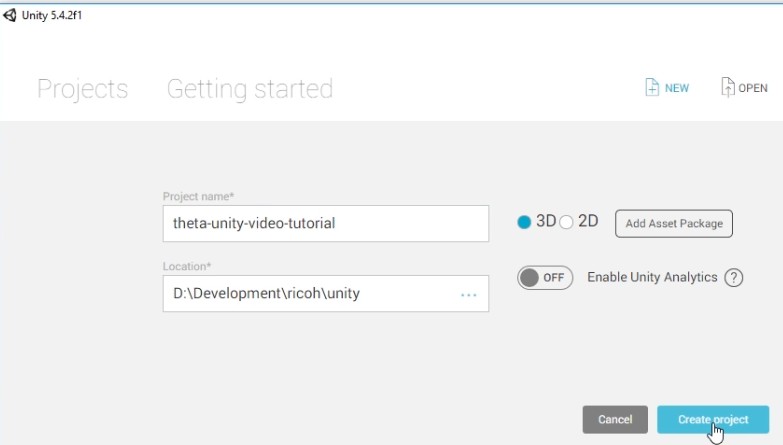 Unity 5.4.2f1
Projects Getting started NEW OPEN
Project name*
theta-unity-video-tutorial 3D 2D Add Asset Package
Location*
D:\Development\ricoh\unity ... OFF Enable Unity Analytics ?
Cancel Create project